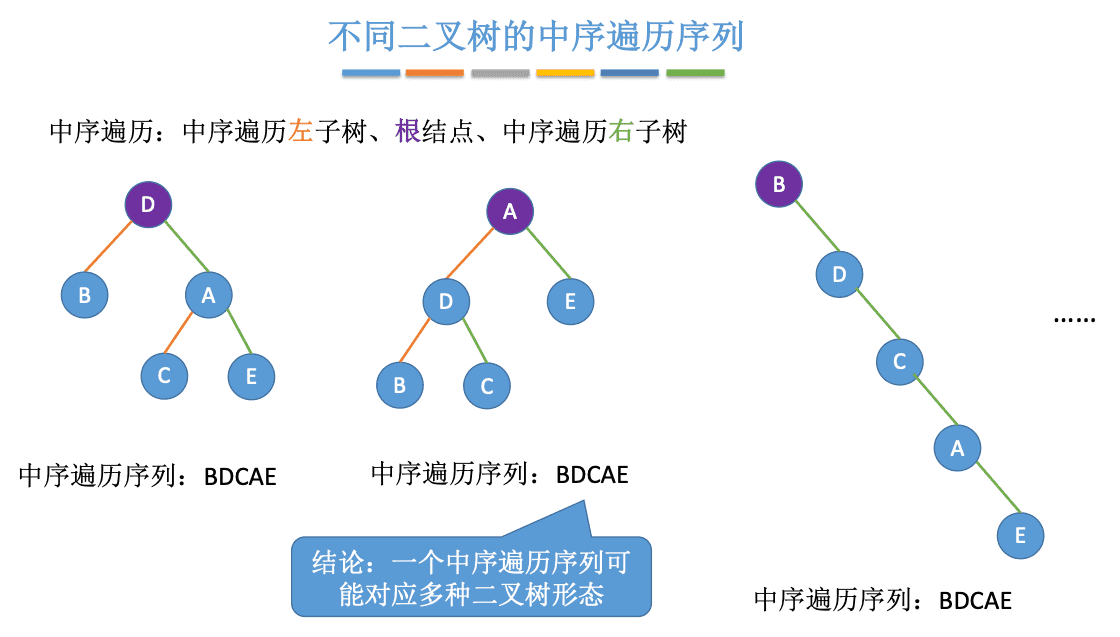 不同二叉树的中序遍历序列
中序遍历：中序遍历左子树、根结点、中序遍历右子树
D
B
A
C
E
中序遍历序列：BDCAE
A
D
E
B
C
中序遍历序列：BDCAE
结论：一个中序遍历序列可
能对应多种二叉树形态
B
D
C
A
E
中序遍历序列：BDCAE
……